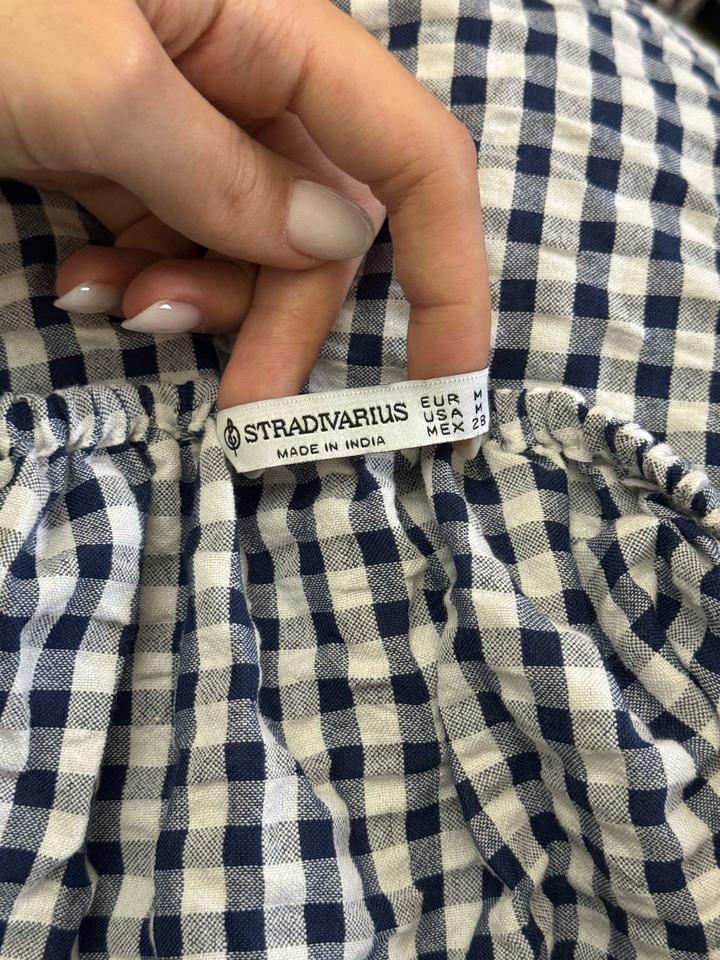 STRADIVARIUS
MADE IN INDIA
EUR M
USA M
MEX 28